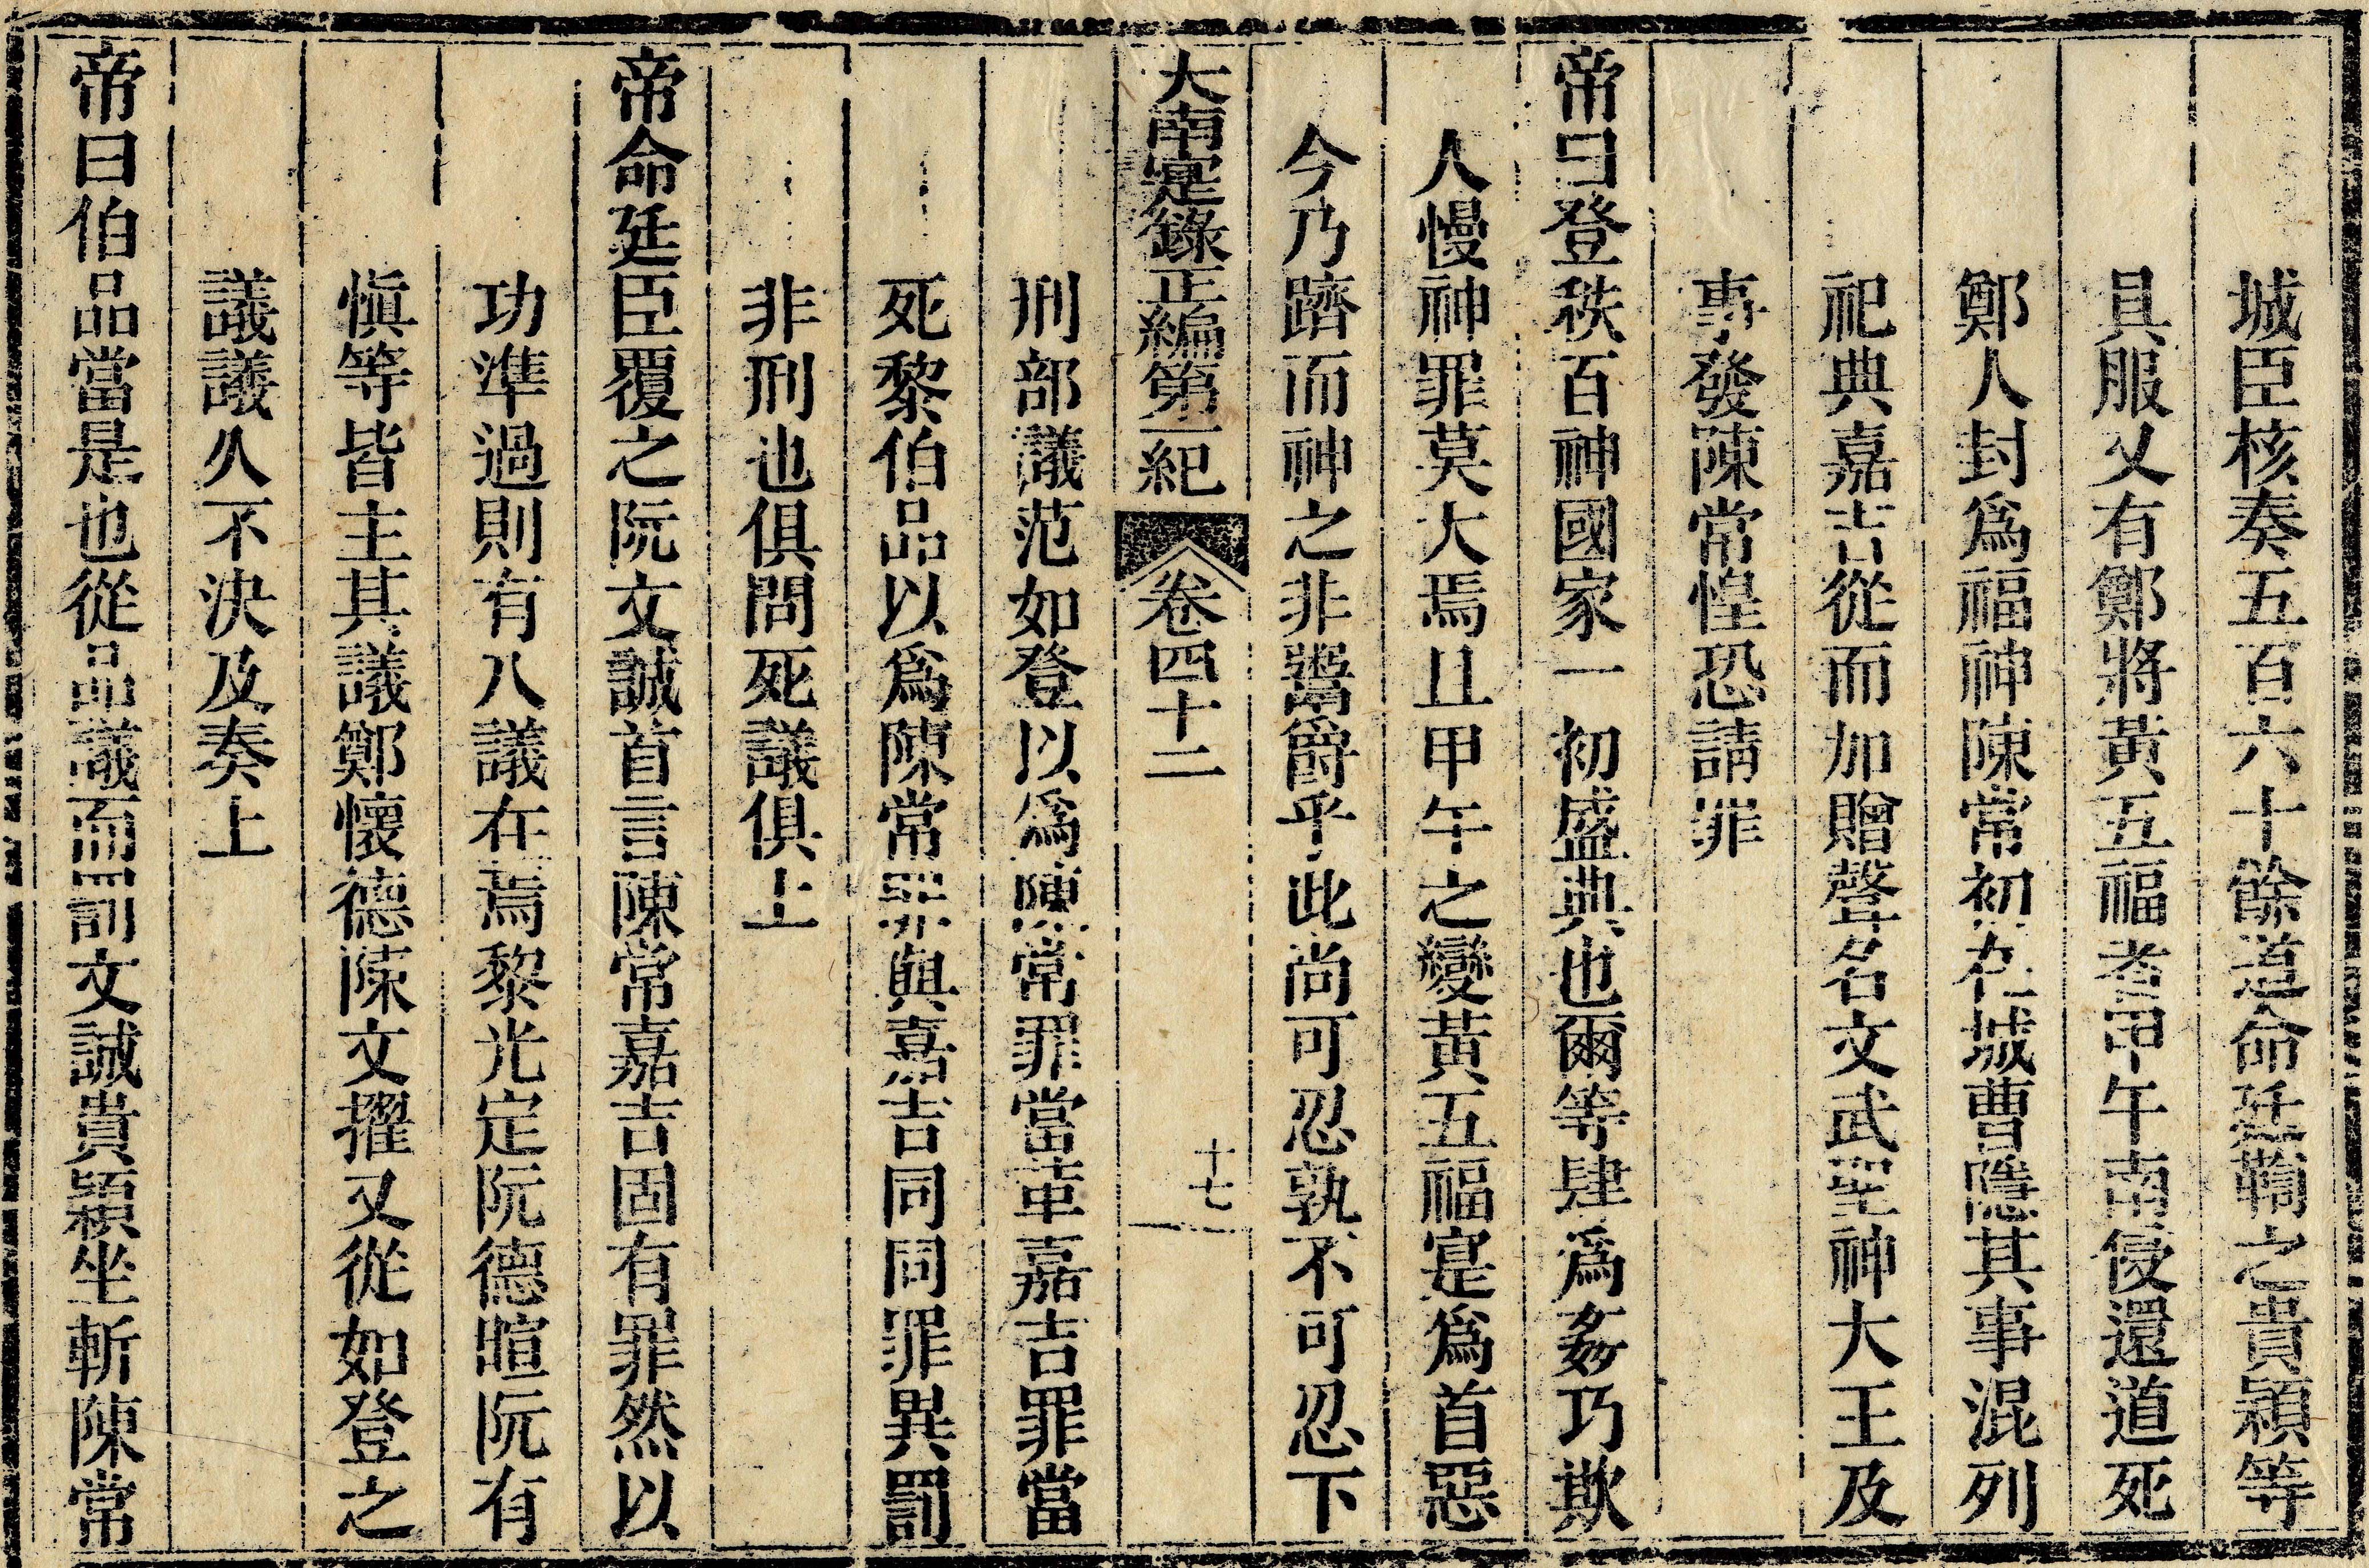 城臣核奏五百六十餘道命廷鞫之貴穎等
具服又有鄭將黃五福者甲午南侵還道死
鄭人封爲福神陳常初在城曹隱其事混列
祀典嘉吉從而加贈聲名文武聖神大王及
事發陳常惶恐請罪
帝曰登秩百神國家一初盛典也爾等肆爲姦巧欺
人慢神罪莫大焉且甲午之變黃五福寔爲首惡
今乃躋而神之非鬻爵乎此尚可忍孰不可忍下
大南寔錄正編第一紀 卷四十二 十七
刑部議范如登以爲陳常罪當重嘉吉罪當
死黎伯品以爲陳常罪與嘉吉同同罪異罰
非刑也俱問死議俱上
帝命廷臣覆之阮文誠首言陳常嘉吉固有罪然以
功準過則有八議在焉黎光定阮德暄阮有
愼等皆主其議鄭懷德陳文擢又從如登之
議議久不決及奏上
帝曰伯品當是也從品議而罰文誠貴穎坐斬陳常